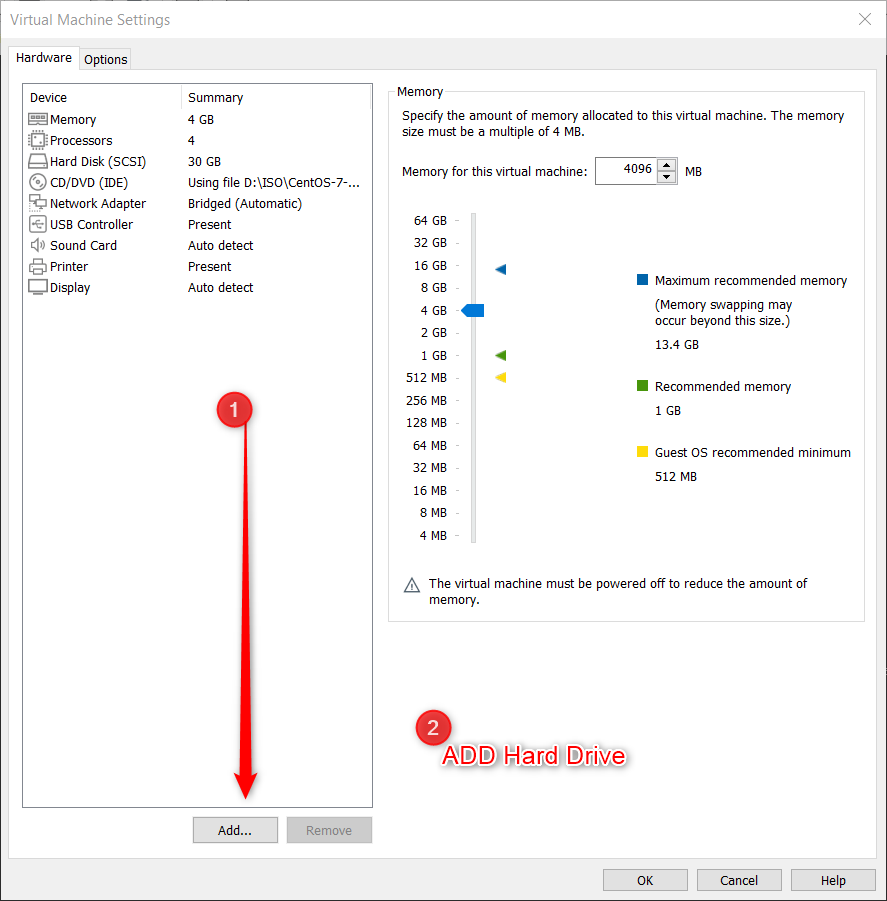 Virtual Machine Settings
Hardware
Options
Device Summary
Memory 4 GB
Processors 4
Hard Disk (SCSI) 30 GB
CD/DVD (IDE) Using file D:\ISO\CentOS-7-...
Network Adapter Bridged (Automatic)
USB Controller Present
Sound Card Auto detect
Printer Present
Display Auto detect
1
Add...
Remove
Memory
Specify the amount of memory allocated to this virtual machine. The memory
size must be a multiple of 4 MB.
Memory for this virtual machine: 4096 MB
64 GB
32 GB
16 GB
8 GB
4 GB
2 GB
1 GB
512 MB
256 MB
128 MB
64 MB
32 MB
16 MB
8 MB
4 MB
Maximum recommended memory
(Memory swapping may
occur beyond this size.)
13.4 GB
Recommended memory
1 GB
Guest OS recommended minimum
512 MB
The virtual machine must be powered off to reduce the amount of
memory.
2
ADD Hard Drive
OK
Cancel
Help